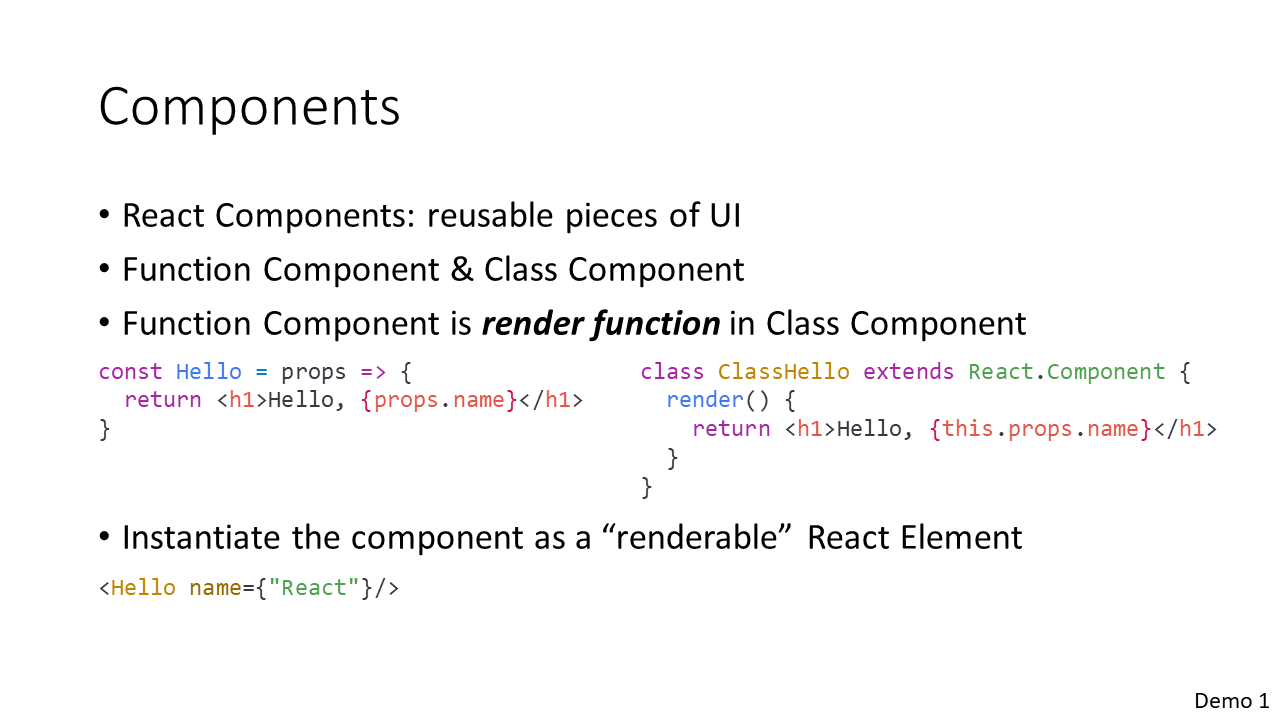 Components
• React Components: reusable pieces of UI
• Function Component & Class Component
• Function Component is render function in Class Component
const Hello = props => {
  return <h1>Hello, {props.name}</h1>
}
class ClassHello extends React.Component {
  render() {
    return <h1>Hello, {this.props.name}</h1>
  }
}
• Instantiate the component as a “renderable” React Element
<Hello name={"React"}/>
Demo 1